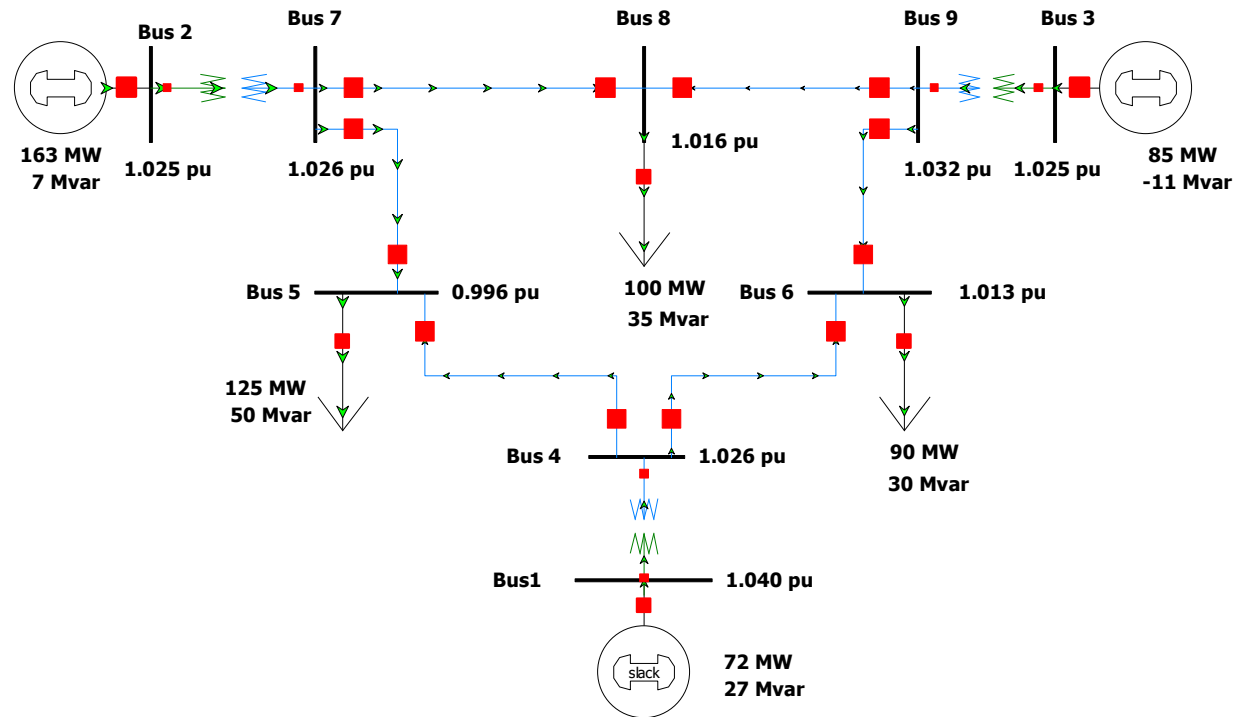 Bus 2
Bus 7
Bus 8
Bus 9
Bus 3
163 MW
7 Mvar
1.025 pu
1.026 pu
1.016 pu
1.032 pu
1.025 pu
85 MW
-11 Mvar
Bus 5
0.996 pu
100 MW
35 Mvar
Bus 6
1.013 pu
125 MW
50 Mvar
Bus 4
1.026 pu
90 MW
30 Mvar
Bus1
1.040 pu
slack
72 MW
27 Mvar